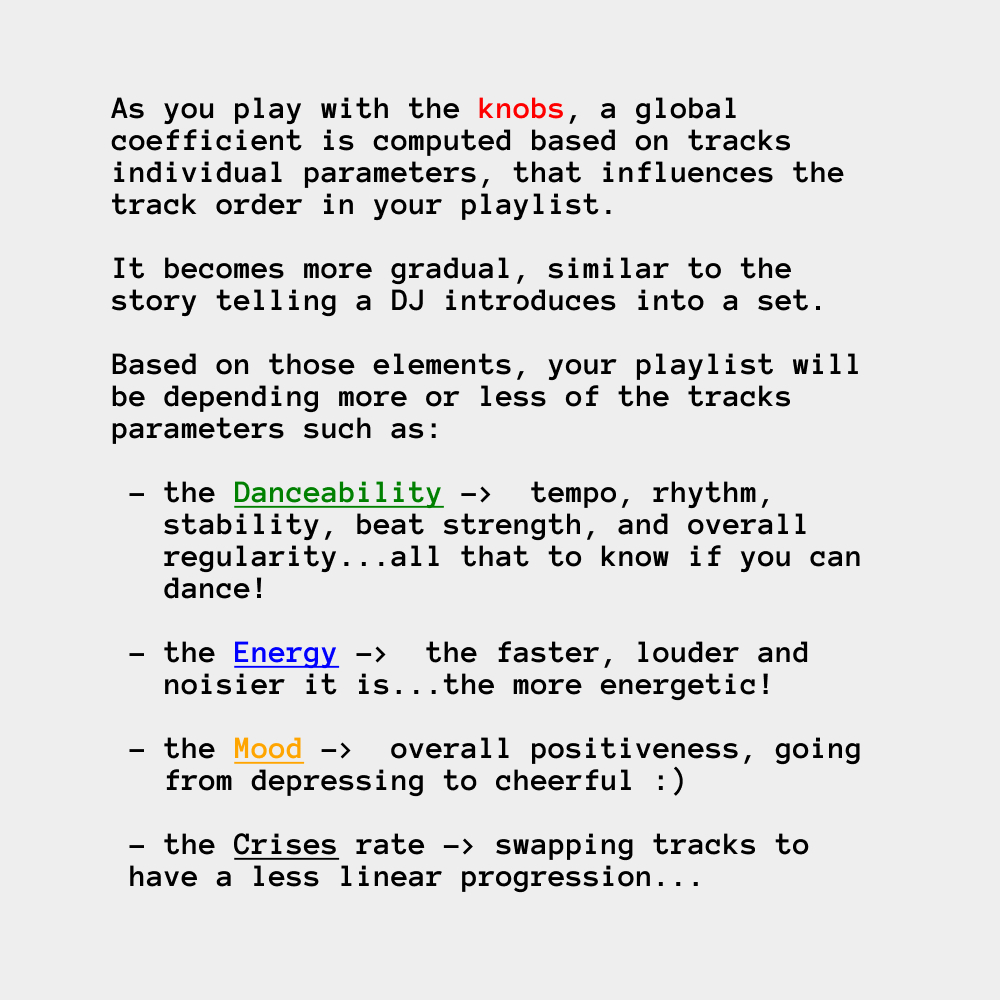 As you play with the knobs, a global
coefficient is computed based on tracks
individual parameters, that influences the
track order in your playlist.
It becomes more gradual, similar to the
story telling a DJ introduces into a set.
Based on those elements, your playlist will
be depending more or less of the tracks
parameters such as:
- the Danceability -> tempo, rhythm,
stability, beat strength, and overall
regularity...all that to know if you can
dance!
- the Energy -> the faster, louder and
noisier it is...the more energetic!
- the Mood -> overall positiveness, going
from depressing to cheerful :)
- the Crises rate -> swapping tracks to
have a less linear progression...